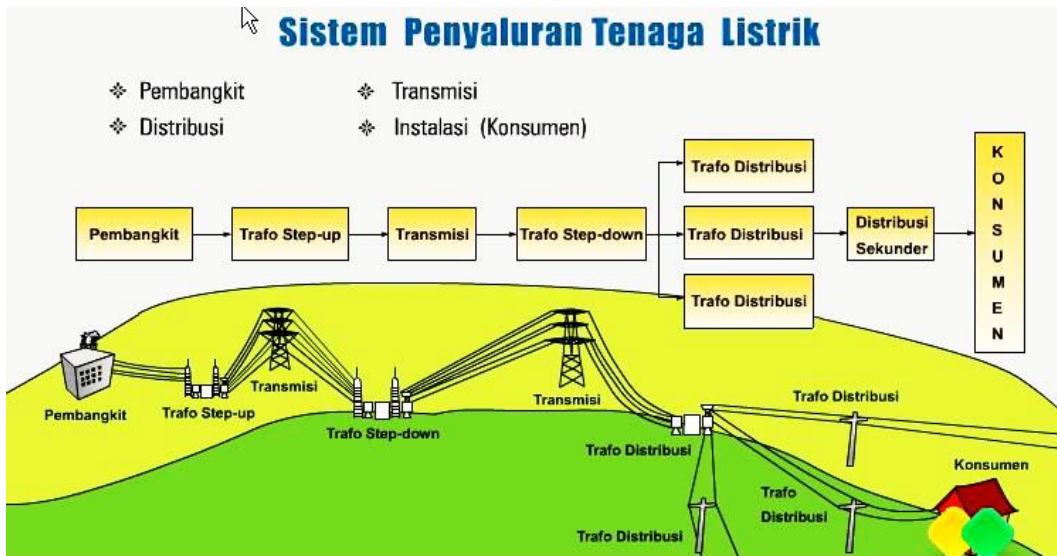 Sistem Penyaluran Tenaga Listrik
Pembangkit
Transmisi
Distribusi
Instalasi (Konsumen)
Trafo Distribusi
Pembangkit
Trafo Step-up
Transmisi
Trafo Step-down
Trafo Distribusi
Distribusi
Sekunder
Trafo Distribusi
KONSUMEN
Pembangkit
Trafo Step-up
Transmisi
Trafo Step-down
Transmisi
Trafo Distribusi
Trafo Distribusi
Konsumen
Trafo
Distribusi
Trafo Distribusi